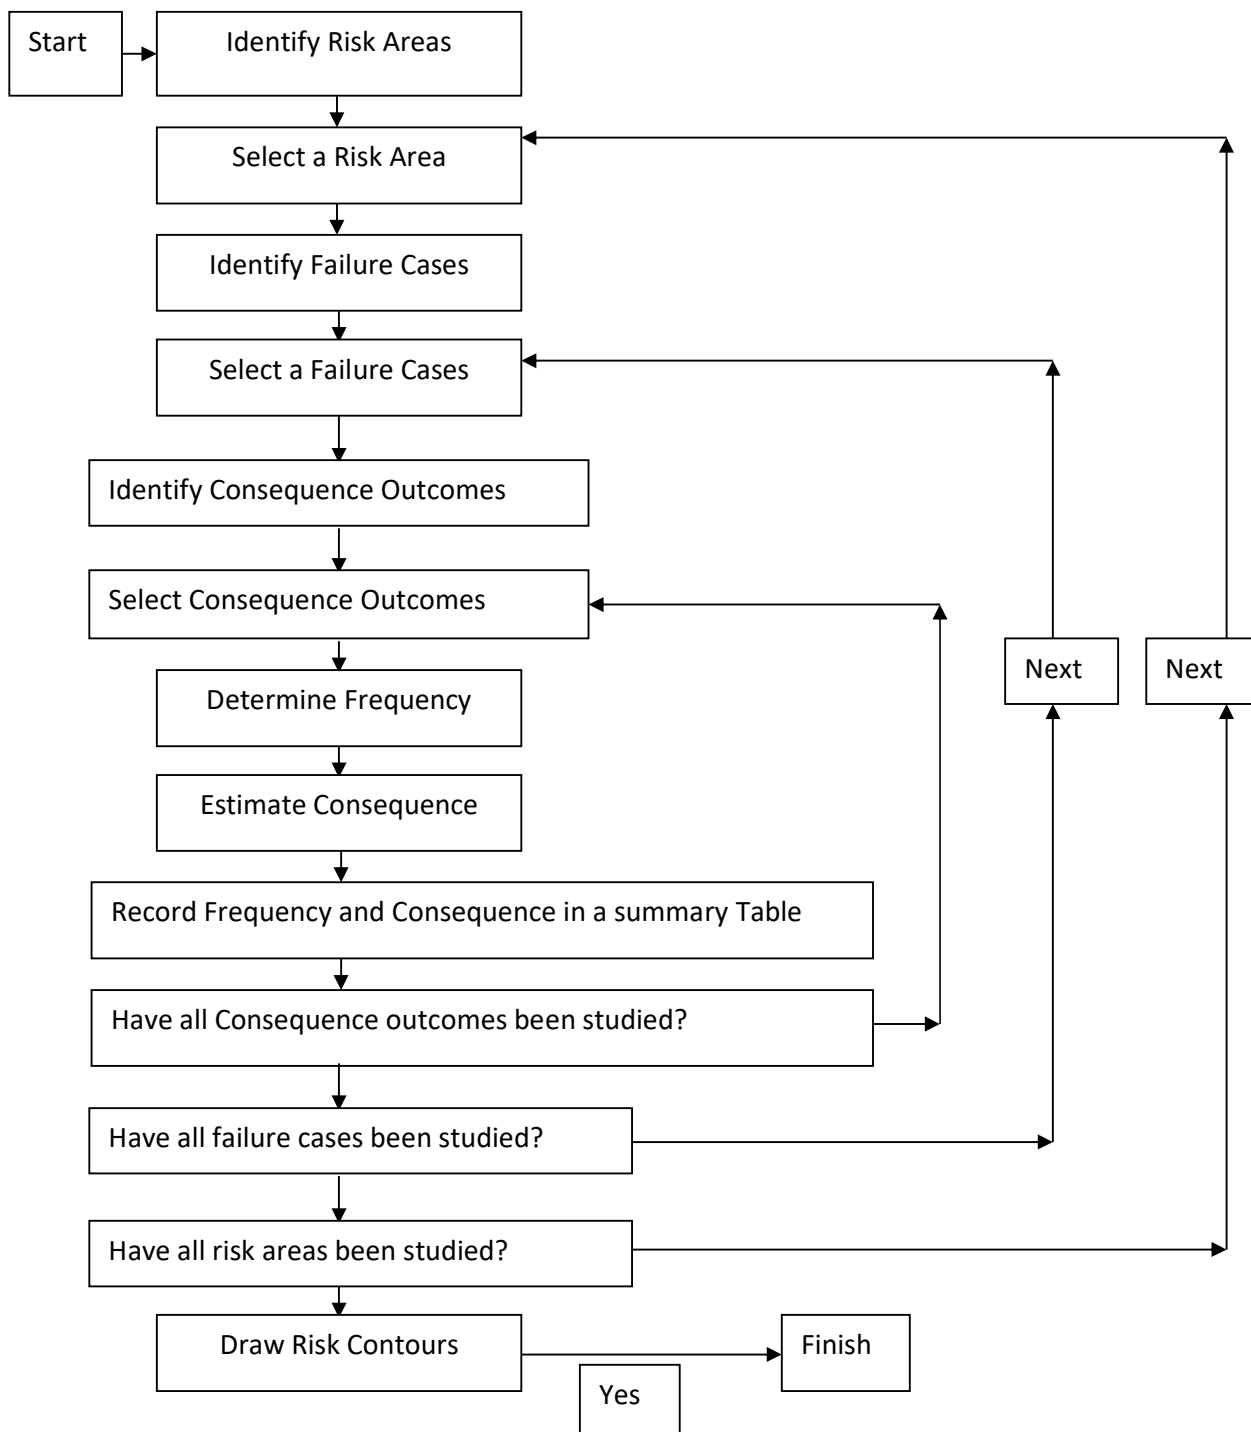 Start
Identify Risk Areas
Select a Risk Area
Identify Failure Cases
Select a Failure Cases
Identify Consequence Outcomes
Select Consequence Outcomes
Next
Next
Determine Frequency
Estimate Consequence
Record Frequency and Consequence in a summary Table
Have all Consequence outcomes been studied?
Have all failure cases been studied?
Have all risk areas been studied?
Draw Risk Contours
Finish
Yes